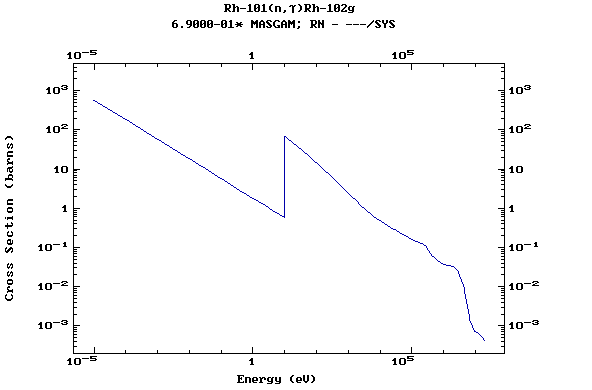 Rh-101(n,γ)Rh-102g
6.9000-01* MASGAM; RN - ---/SYS
10⁻⁵ 1 10⁵
10³ 10³
10² 10²
10 10
1 1
10⁻¹ 10⁻¹
10⁻² 10⁻²
10⁻³ 10⁻³
10⁻⁵ 1 10⁵
Cross Section (barns)
Energy (eV)